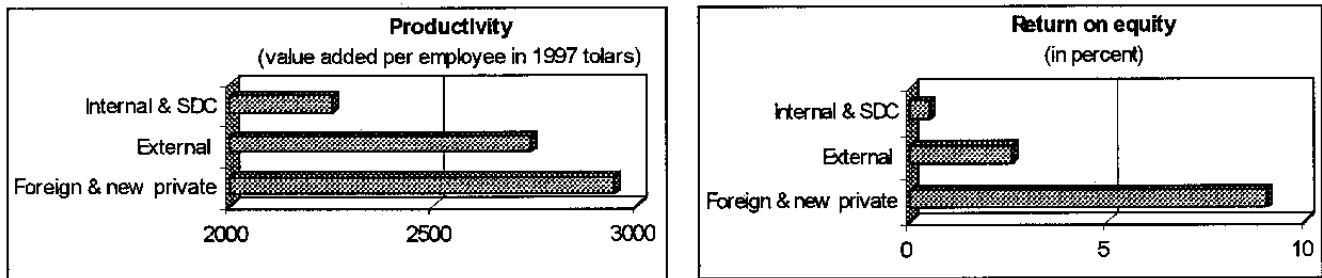 Productivity
(value added per employee in 1997 tolars)
Internal & SDC
External
Foreign & new private
2000 2500 3000
Return on equity
(in percent)
Internal & SDC
External
Foreign & new private
0 5 10